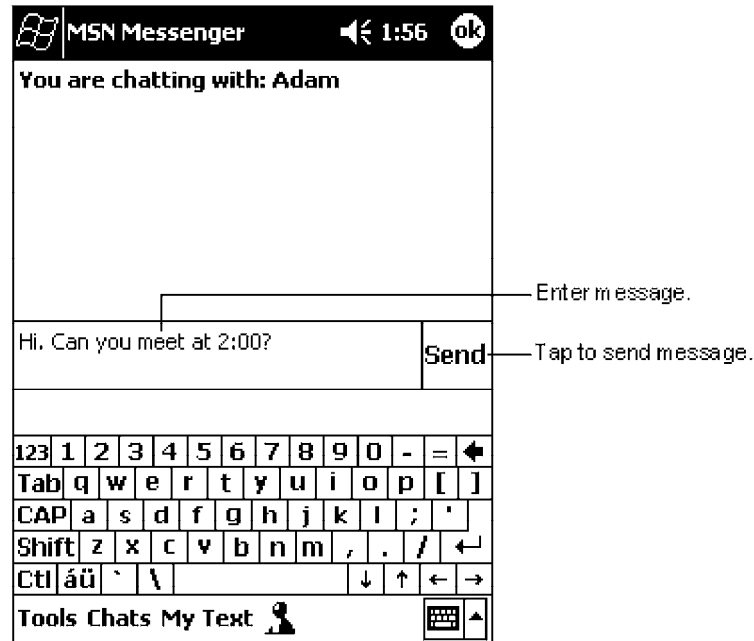 MSN Messenger 1:56 ok
You are chatting with: Adam
Enter message.
Hi. Can you meet at 2:00?
Send
Tap to send message.
123 1 2 3 4 5 6 7 8 9 0 - =
Tab q w e r t y u i o p [ ]
CAP a s d f g h j k l ; '
Shift z x c v b n m , . /
Ctl áü ` \ ↓ ↑ ← →
Tools Chats My Text